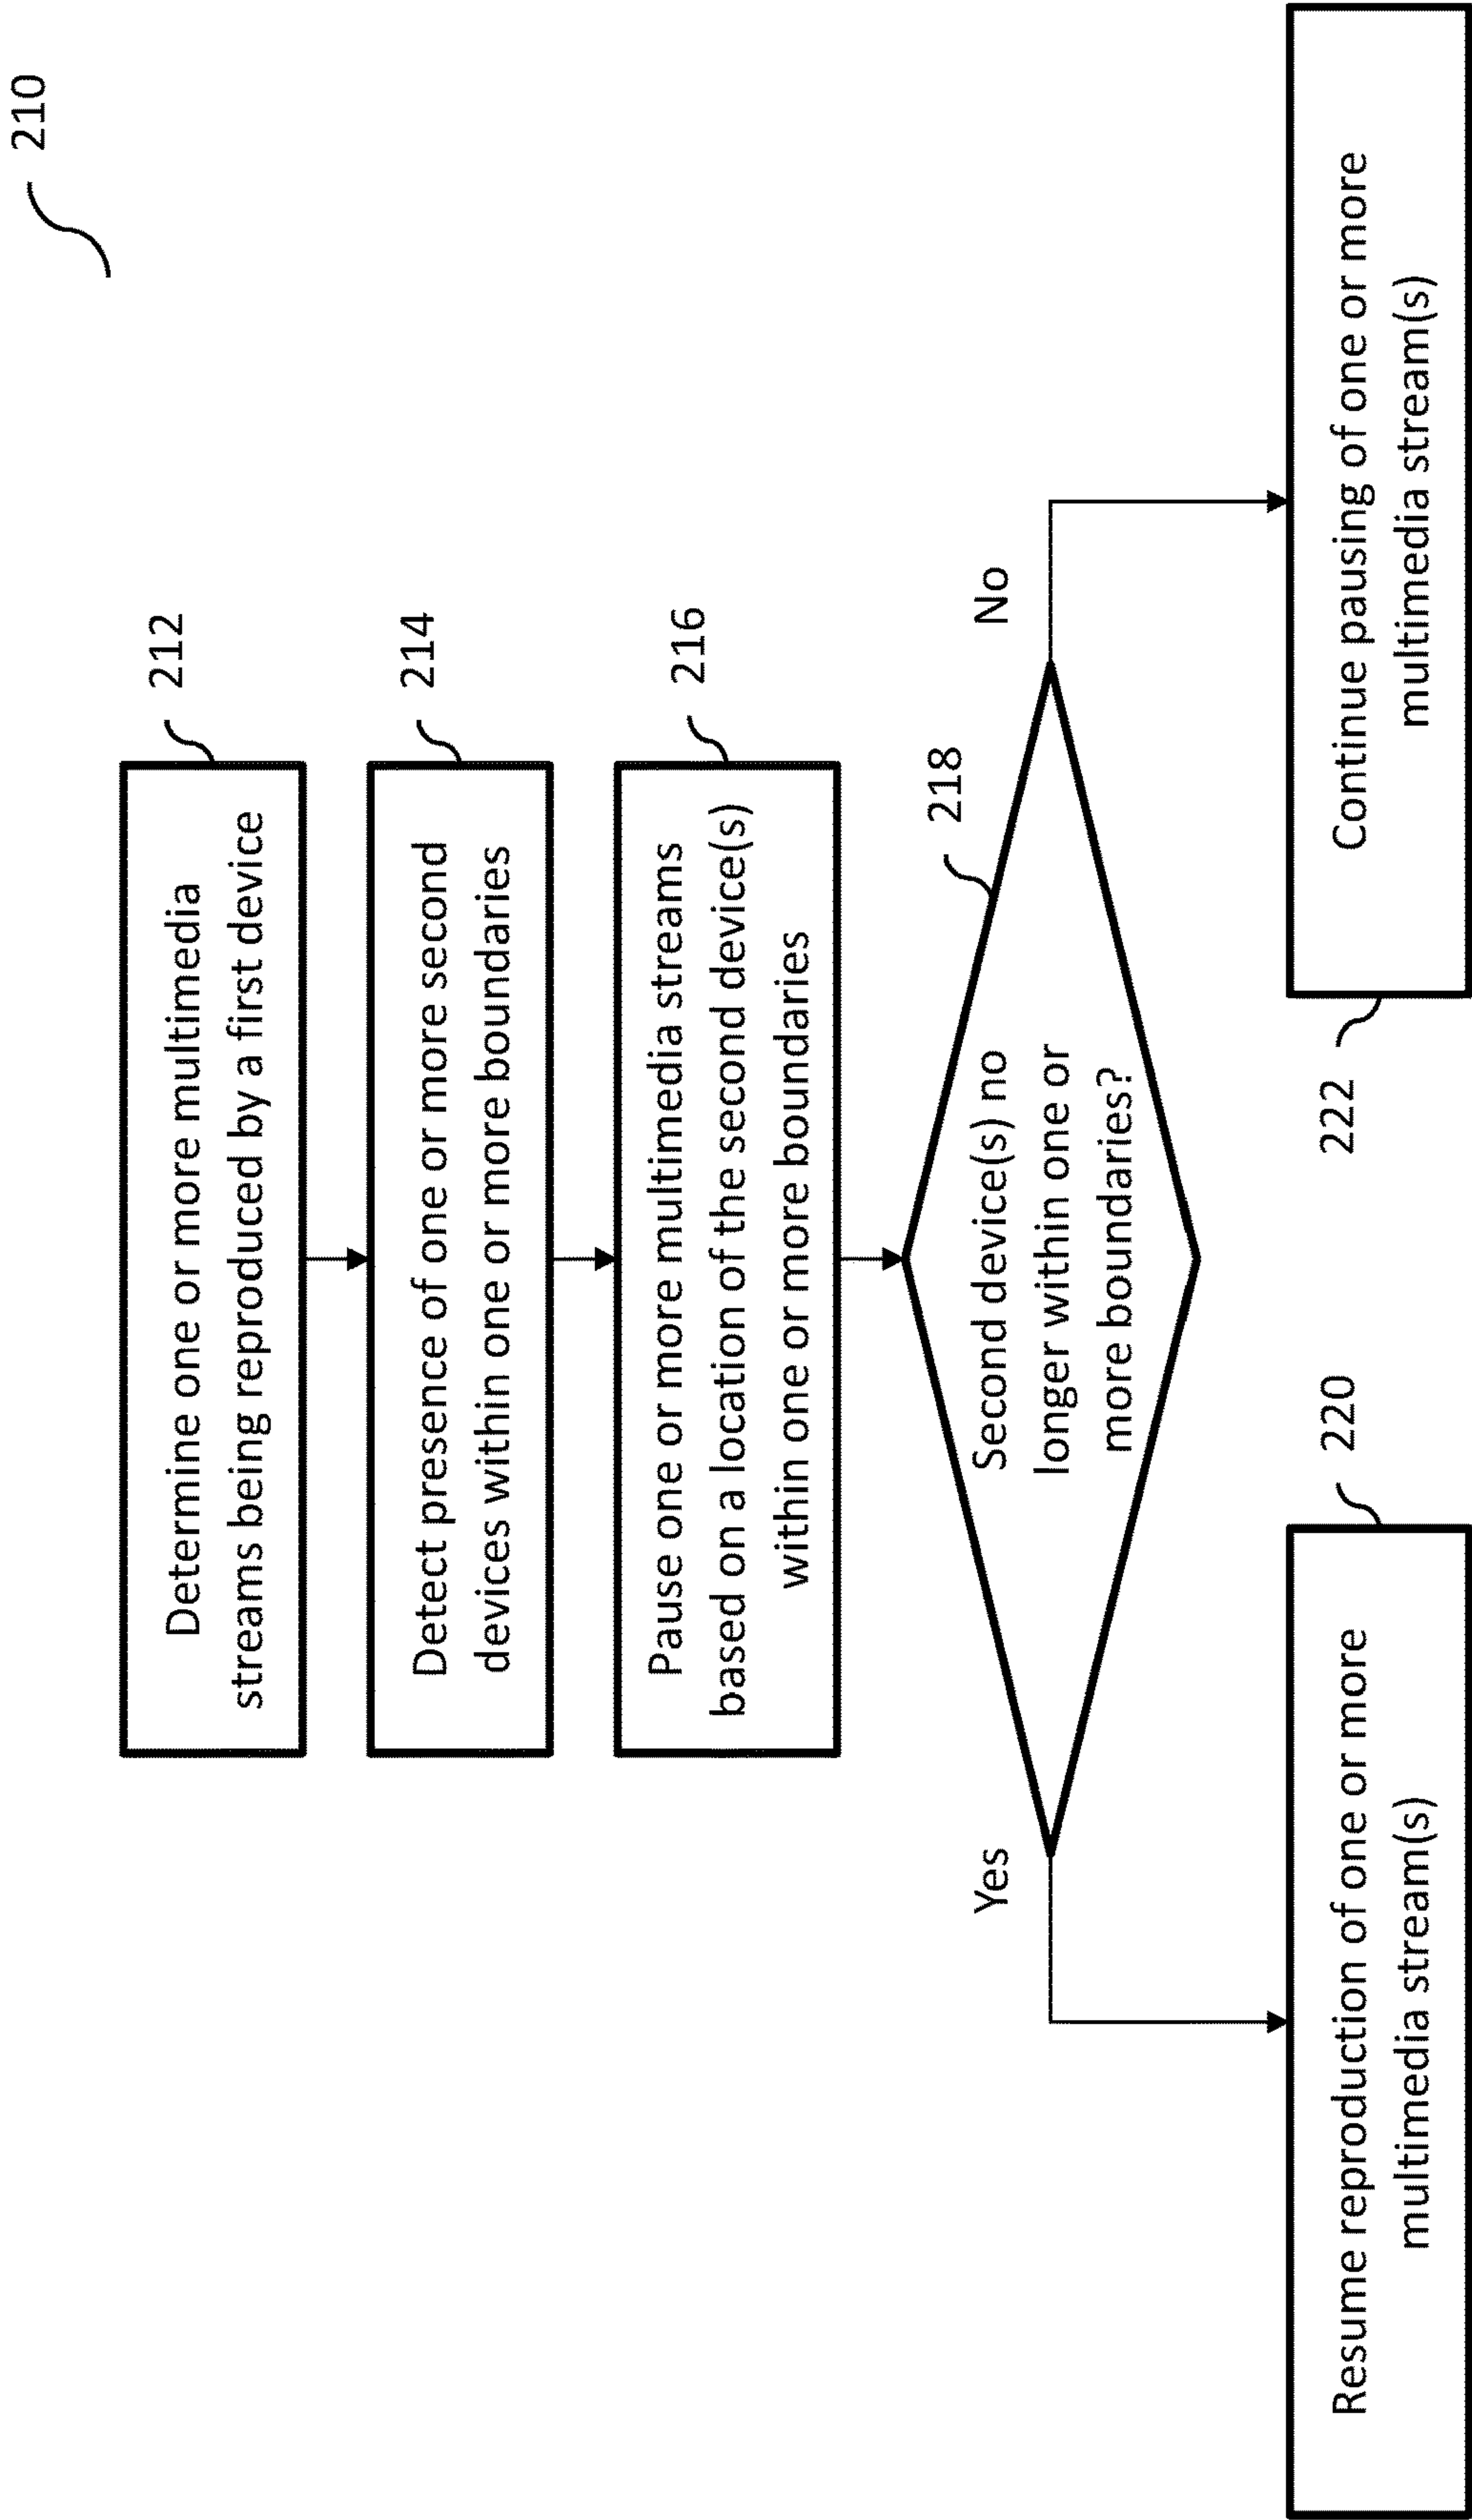 210
212
Determine one or more multimedia
streams being reproduced by a first device
214
Detect presence of one or more second
devices within one or more boundaries
216
Pause one or more multimedia streams
based on a location of the second device(s)
within one or more boundaries
218
Second device(s) no
longer within one or
more boundaries?
Yes
No
220
Resume reproduction of one or more
multimedia stream(s)
222
Continue pausing of one or more
multimedia stream(s)